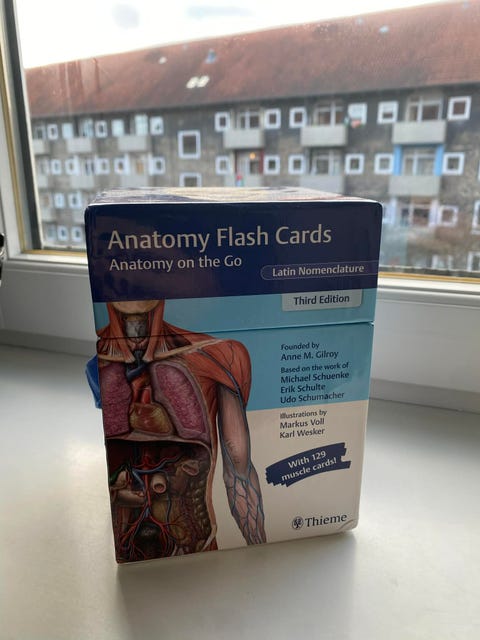 Anatomy Flash Cards
Anatomy on the Go
Latin Nomenclature
Third Edition
Founded by
Anne M. Gilroy
Based on the work of
Michael Schuenke
Erik Schulte
Udo Schumacher
Illustrations by
Markus Voll
Karl Wesker
With 129
muscle cards!
Thieme